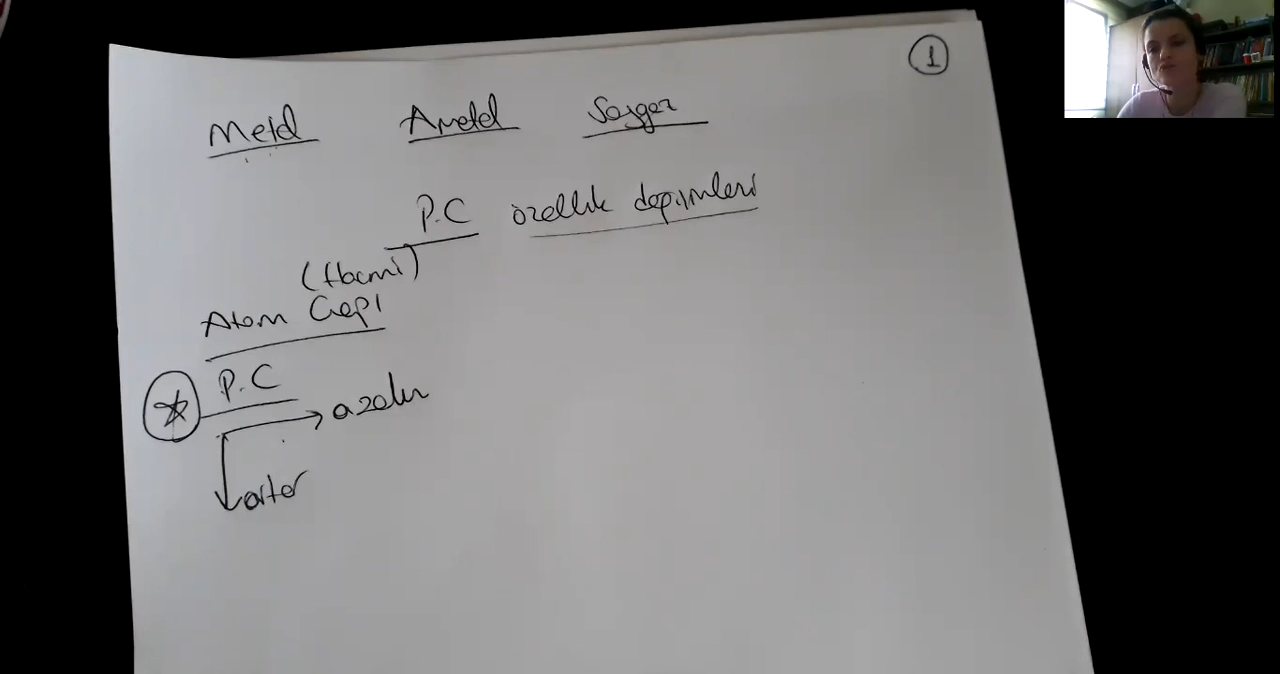 1
Metal Ametal Soygaz
P.C özellik değişimleri
(Hacmi)
Atom Çapı
P.C
azalır
artar